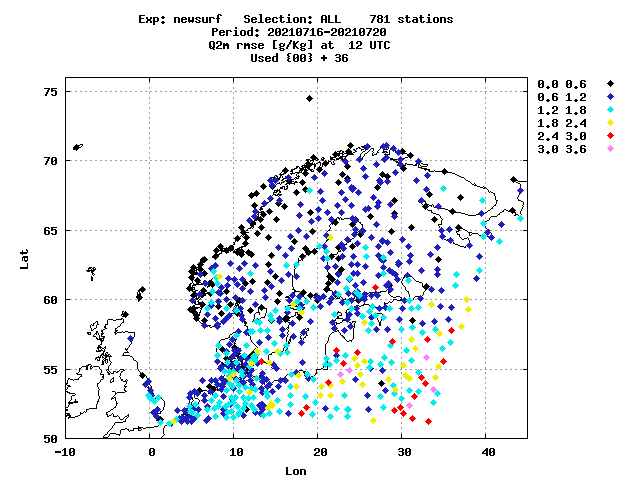 Exp: newsurf   Selection: ALL    781 stations
Period: 20210716-20210720
Q2m rmse [g/Kg] at  12 UTC
Used {00} + 36
75
70
65
60
55
50
Lat
-10 0 10 20 30 40
Lon
0.0 0.6
0.6 1.2
1.2 1.8
1.8 2.4
2.4 3.0
3.0 3.6